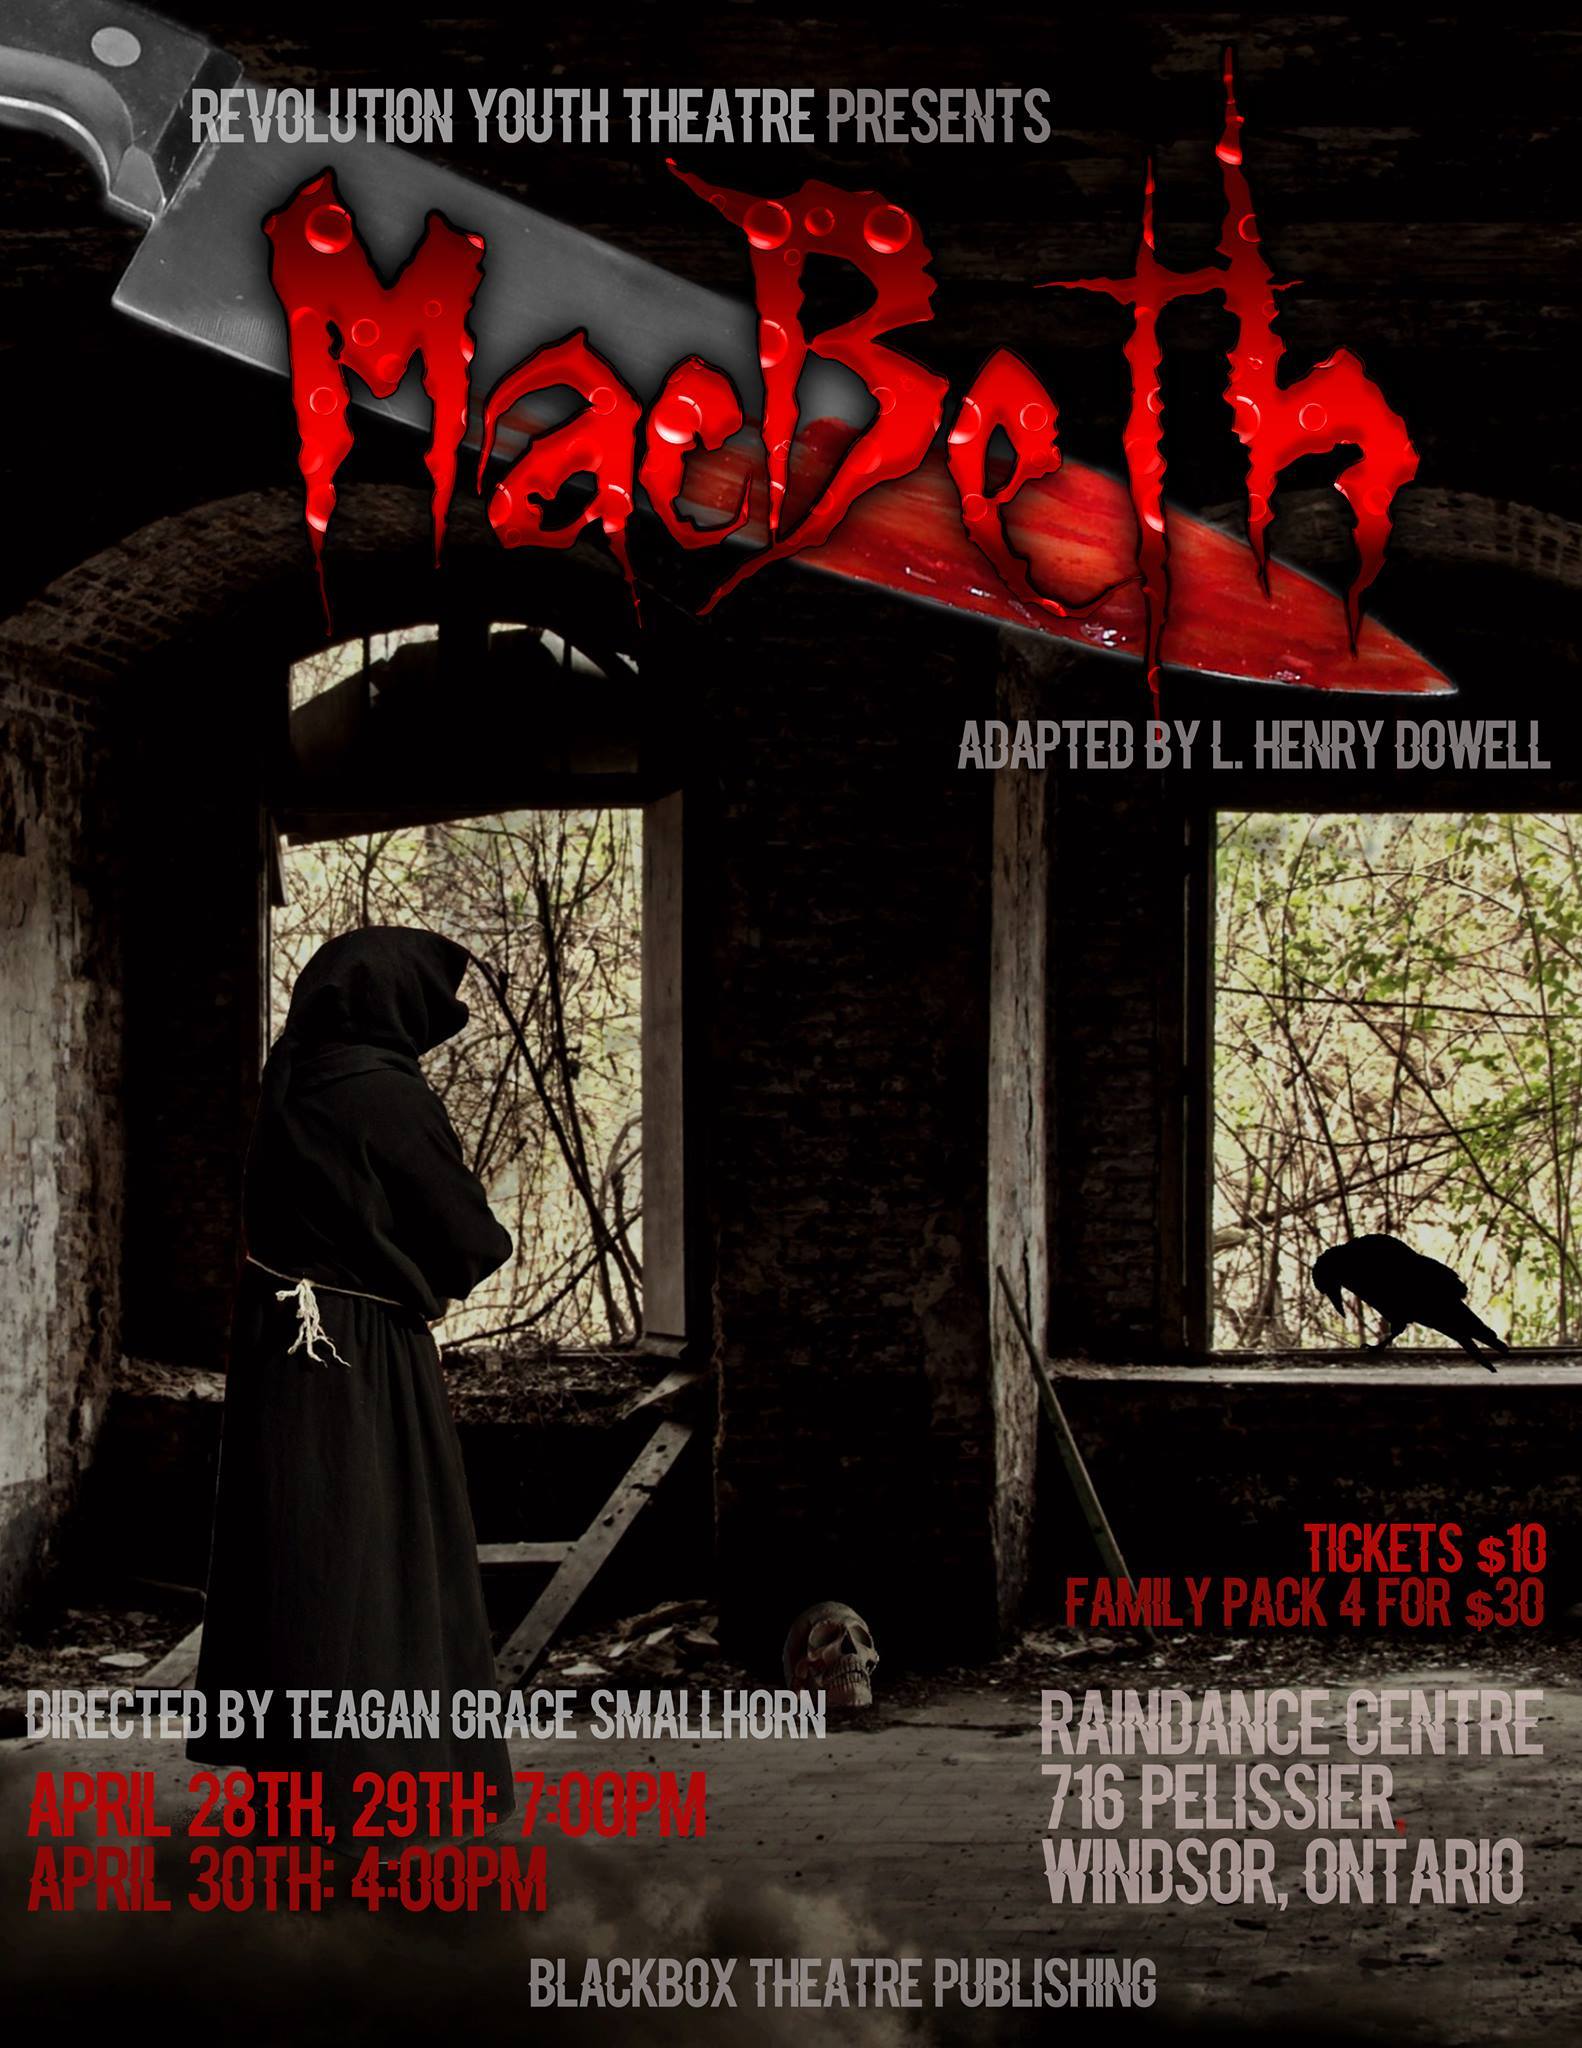 REVOLUTION YOUTH THEATRE PRESENTS
MacBeth
ADAPTED BY L. HENRY DOWELL
TICKETS $10
FAMILY PACK 4 FOR $30
DIRECTED BY TEAGAN GRACE SMALLHORN
APRIL 28TH, 29TH: 7:00PM
APRIL 30TH: 4:00PM
RAINDANCE CENTRE
716 PELISSIER,
WINDSOR, ONTARIO
BLACKBOX THEATRE PUBLISHING